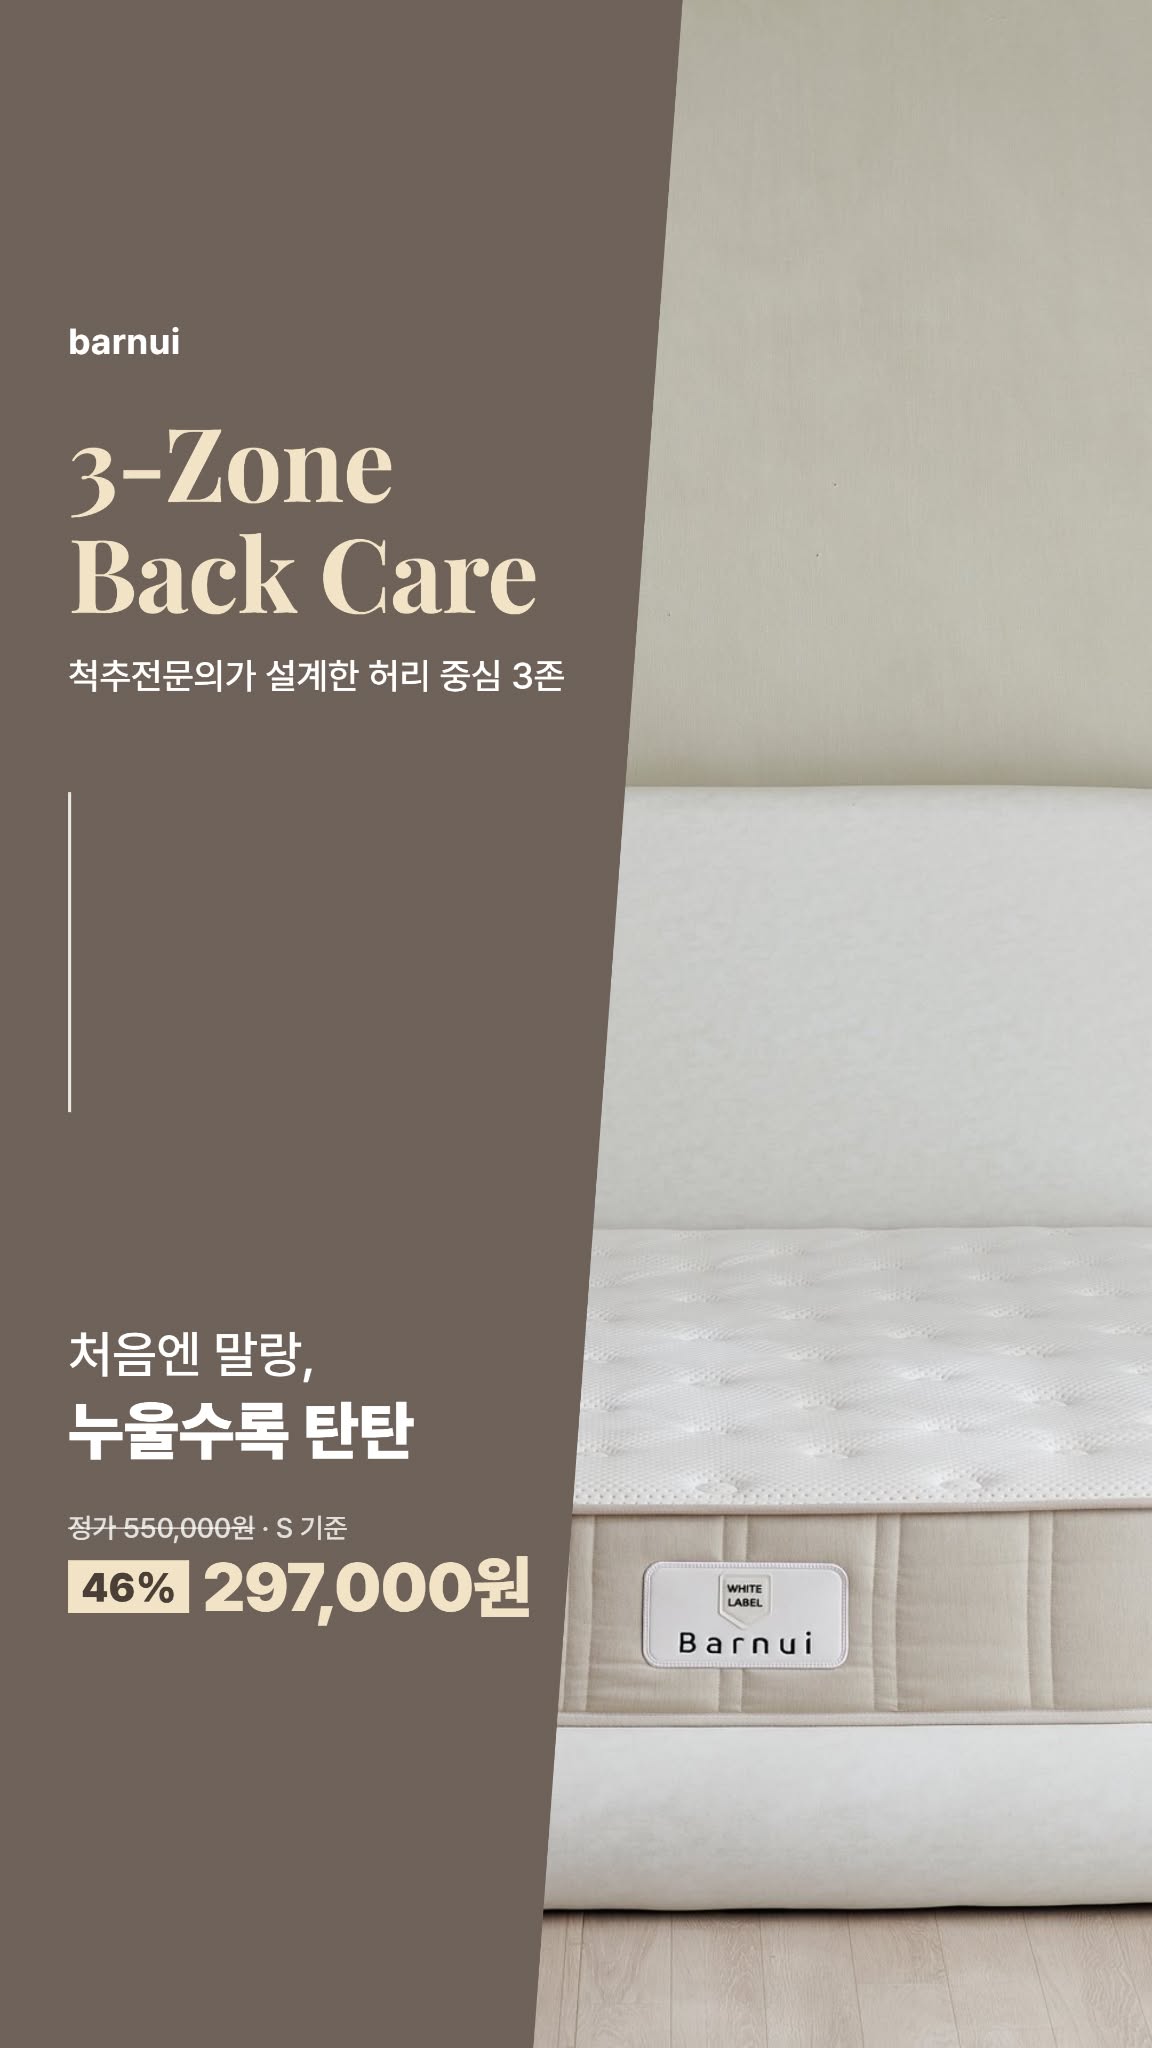 barnui
3-Zone
Back Care
척추전문의가 설계한 허리 중심 3존
처음엔 말랑,
누울수록 탄탄
정가 550,000원 · S 기준
46% 297,000원
WHITE
LABEL
Barnui